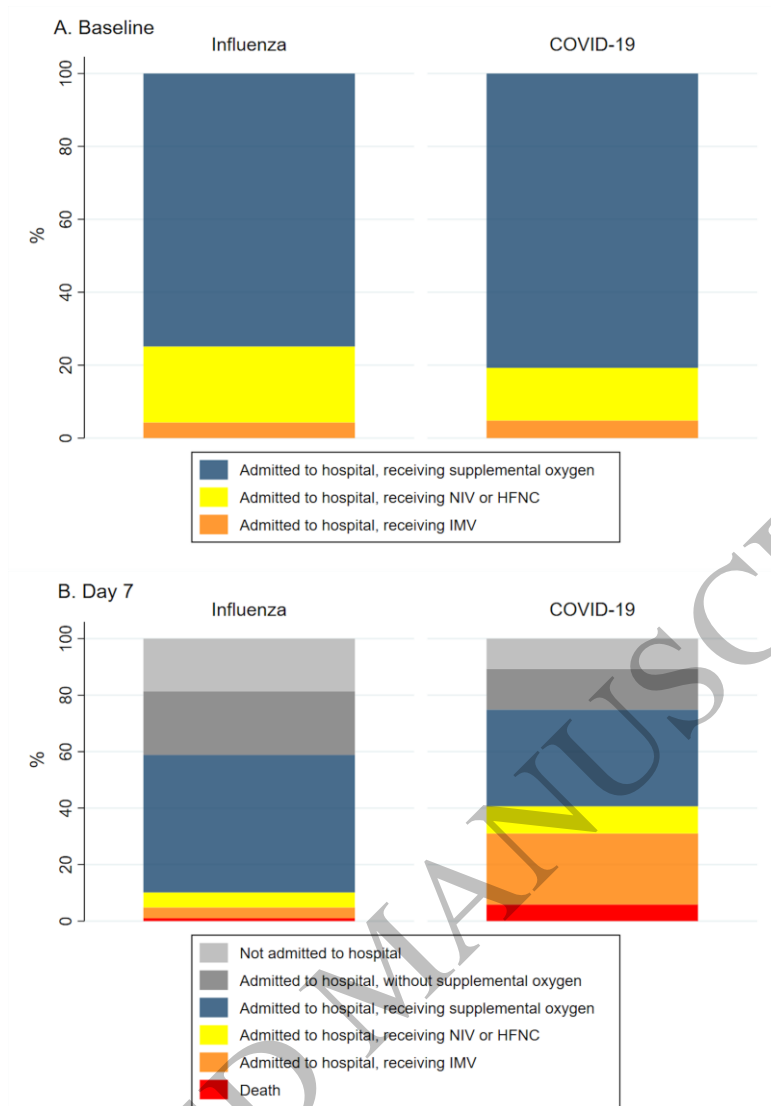 A. Baseline
Influenza COVID-19
100
80
60
40
20
0
%
Admitted to hospital, receiving supplemental oxygen
Admitted to hospital, receiving NIV or HFNC
Admitted to hospital, receiving IMV
B. Day 7
Influenza COVID-19
100
80
60
40
20
0
%
Not admitted to hospital
Admitted to hospital, without supplemental oxygen
Admitted to hospital, receiving supplemental oxygen
Admitted to hospital, receiving NIV or HFNC
Admitted to hospital, receiving IMV
Death
D MANUSC